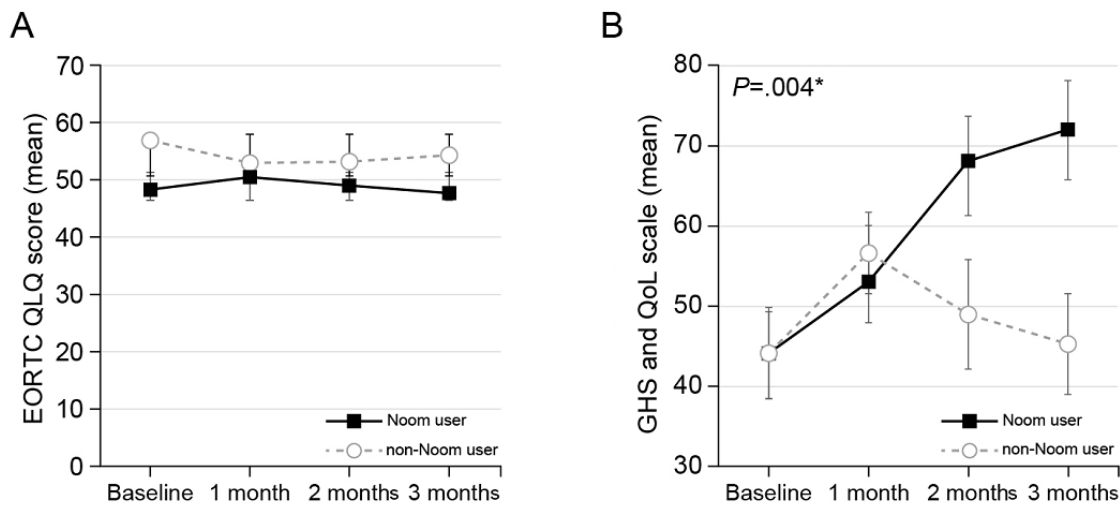 A
EORTC QLQ score (mean)
70
60
50
40
30
20
10
0
Noom user
non-Noom user
Baseline 1 month 2 months 3 months
B
GHS and QoL scale (mean)
P=.004*
80
70
60
50
40
30
Noom user
non-Noom user
Baseline 1 month 2 months 3 months